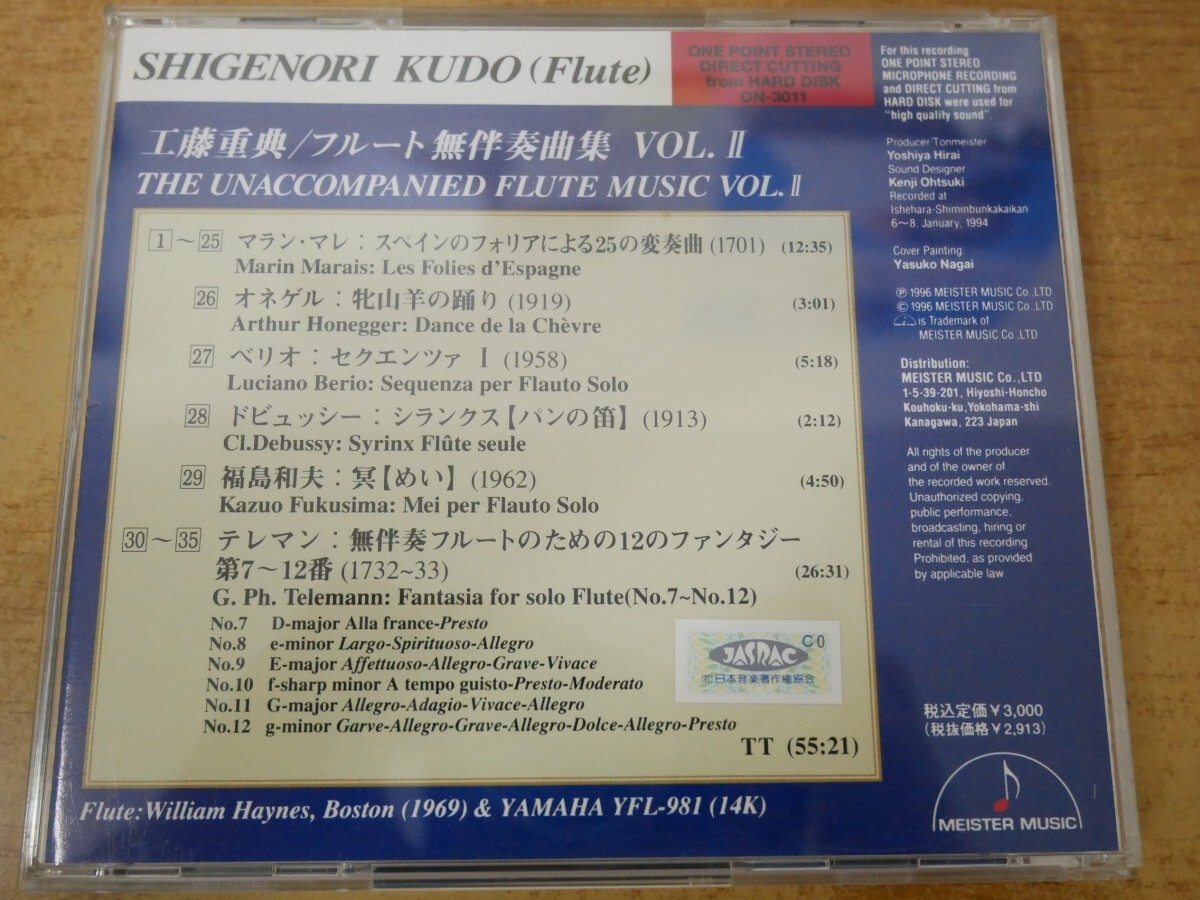 SHIGENORI KUDO (Flute)
ONE POINT STEREO
DIRECT CUTTING
from HARD DISK
ON-3011
工藤重典/フルート無伴奏曲集 VOL.Ⅱ
THE UNACCOMPANIED FLUTE MUSIC VOL.Ⅱ
1～25 マラン・マレ：スペインのフォリアによる25の変奏曲 (1701) (12:35)
Marin Marais: Les Folies d'Espagne
26 オネゲル：牝山羊の踊り (1919) (3:01)
Arthur Honegger: Dance de la Chèvre
27 ベリオ：セクエンツァ Ⅰ (1958) (5:18)
Luciano Berio: Sequenza per Flauto Solo
28 ドビュッシー：シランクス【パンの笛】 (1913) (2:12)
Cl.Debussy: Syrinx Flûte seule
29 福島和夫：冥【めい】 (1962) (4:50)
Kazuo Fukusima: Mei per Flauto Solo
30～35 テレマン：無伴奏フルートのための12のファンタジー
第7～12番 (1732~33) (26:31)
G. Ph. Telemann: Fantasia for solo Flute(No.7~No.12)
No.7 D-major Alla france-Presto
No.8 e-minor Largo-Spirituoso-Allegro
No.9 E-major Affettuoso-Allegro-Grave-Vivace
No.10 f-sharp minor A tempo guisto-Presto-Moderato
No.11 G-major Allegro-Adagio-Vivace-Allegro
No.12 g-minor Garve-Allegro-Grave-Allegro-Dolce-Allegro-Presto
TT (55:21)
C0
JASRAC
(社)日本音楽著作権協会
Flute:William Haynes, Boston (1969) & YAMAHA YFL-981 (14K)
For this recording
ONE POINT STEREO
MICROPHONE RECORDING
and DIRECT CUTTING from
HARD DISK were used for
"high quality sound".
Producer/Tonmeister
Yoshiya Hirai
Sound Designer
Kenji Ohtsuki
Recorded at
Ishehara-Shiminbunkakaikan
6～8. January, 1994
Cover Painting:
Yasuko Nagai
Ⓟ 1996 MEISTER MUSIC Co.,LTD
© 1996 MEISTER MUSIC Co.,LTD
is Trademark of
MEISTER MUSIC Co.,LTD
Distribution:
MEISTER MUSIC Co.,LTD
1-5-39-201, Hiyoshi-Honcho
Kouhoku-ku,Yokohama-shi
Kanagawa, 223 Japan
All rights of the producer
and of the owner of
the recorded work reserved.
Unauthorized copying,
public performance,
broadcasting, hiring or
rental of this recording
Prohibited, as provided
by applicable law.
税込定価￥3,000
(税抜価格￥2,913)
MEISTER MUSIC